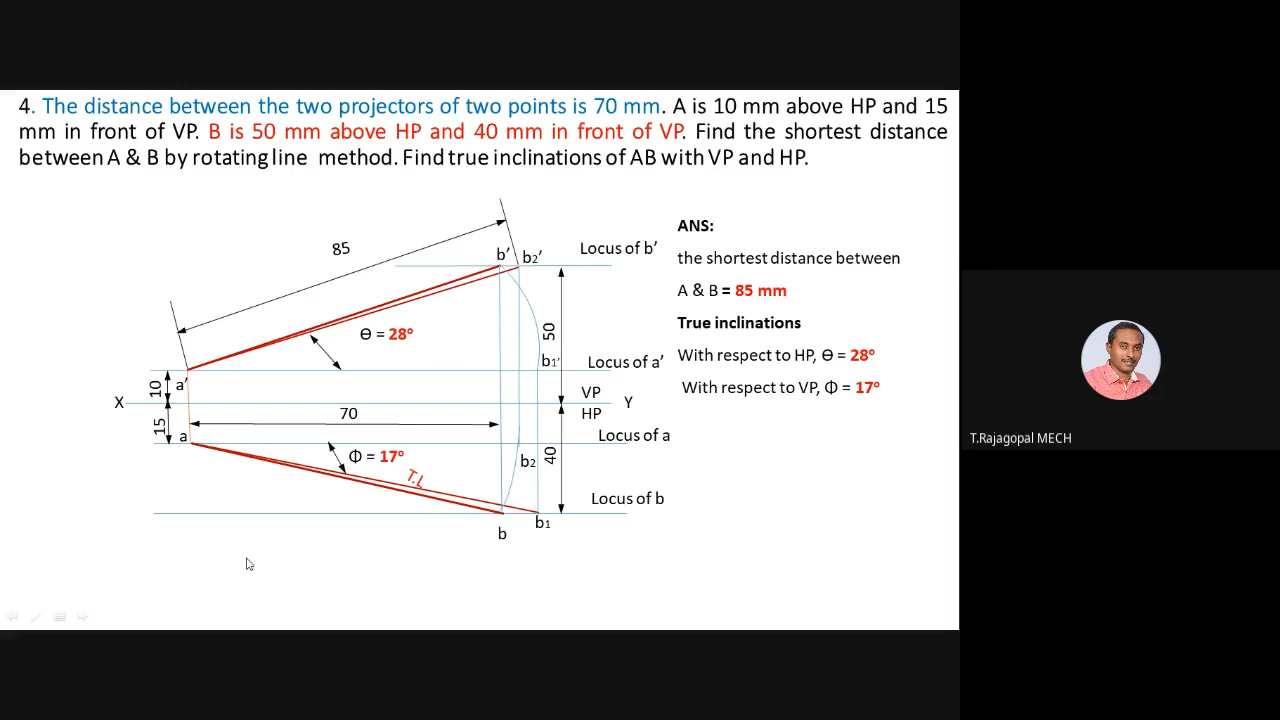 4. The distance between the two projectors of two points is 70 mm. A is 10 mm above HP and 15
mm in front of VP. B is 50 mm above HP and 40 mm in front of VP. Find the shortest distance
between A & B by rotating line method. Find true inclinations of AB with VP and HP.
85
b’
b2’
Locus of b’
ϴ = 28°
50
b1’
Locus of a’
10
a’
X
VP
Y
HP
15
70
a
Locus of a
Φ = 17°
T.L
b2
40
Locus of b
b
b1
ANS:
the shortest distance between
A & B = 85 mm
True inclinations
With respect to HP, ϴ = 28°
With respect to VP, Φ = 17°
T.Rajagopal MECH